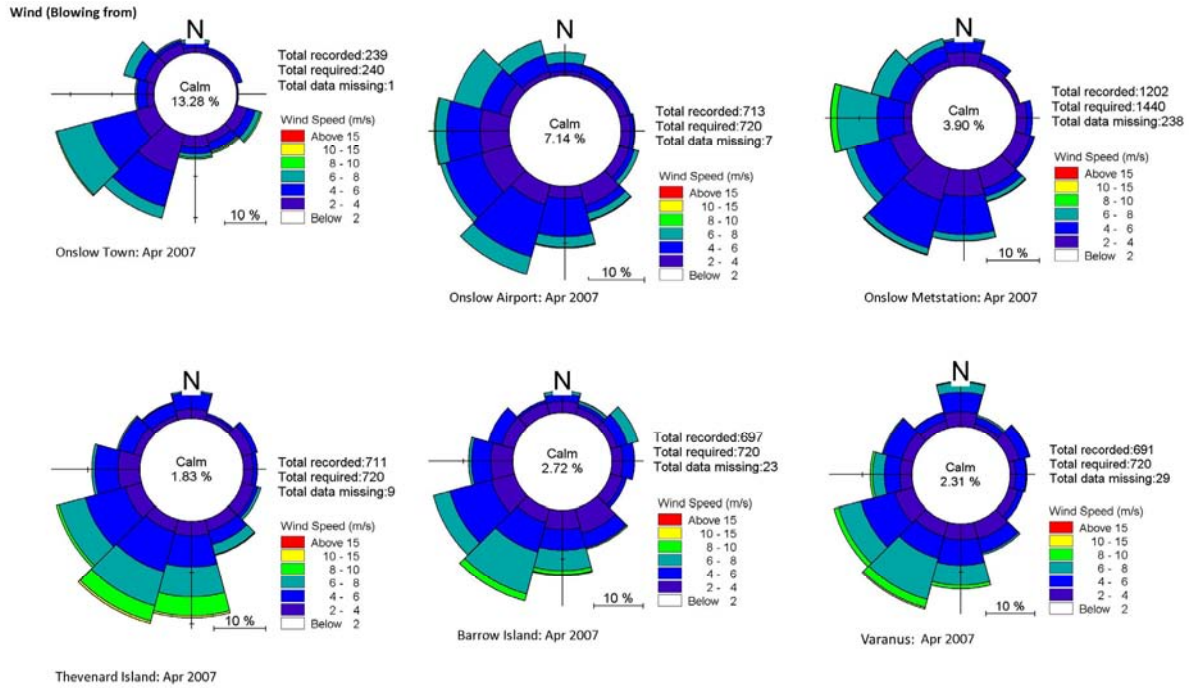 Wind (Blowing from)
N
Calm
13.28 %
Total recorded:239
Total required:240
Total data missing:1
Wind Speed (m/s)
Above 15
10 - 15
8 - 10
6 - 8
4 - 6
2 - 4
Below 2
10 %
Onslow Town: Apr 2007
N
Calm
7.14 %
Total recorded:713
Total required:720
Total data missing:7
Wind Speed (m/s)
Above 15
10 - 15
8 - 10
6 - 8
4 - 6
2 - 4
Below 2
10 %
Onslow Airport: Apr 2007
N
Calm
3.90 %
Total recorded:1202
Total required:1440
Total data missing:238
Wind Speed (m/s)
Above 15
10 - 15
8 - 10
6 - 8
4 - 6
2 - 4
Below 2
10 %
Onslow Metstation: Apr 2007
N
Calm
1.83 %
Total recorded:711
Total required:720
Total data missing:9
Wind Speed (m/s)
Above 15
10 - 15
8 - 10
6 - 8
4 - 6
2 - 4
Below 2
10 %
Thevenard Island: Apr 2007
N
Calm
2.72 %
Total recorded:697
Total required:720
Total data missing:23
Wind Speed (m/s)
Above 15
10 - 15
8 - 10
6 - 8
4 - 6
2 - 4
Below 2
10 %
Barrow Island: Apr 2007
N
Calm
2.31 %
Total recorded:691
Total required:720
Total data missing:29
Wind Speed (m/s)
Above 15
10 - 15
8 - 10
6 - 8
4 - 6
2 - 4
Below 2
10 %
Varanus: Apr 2007